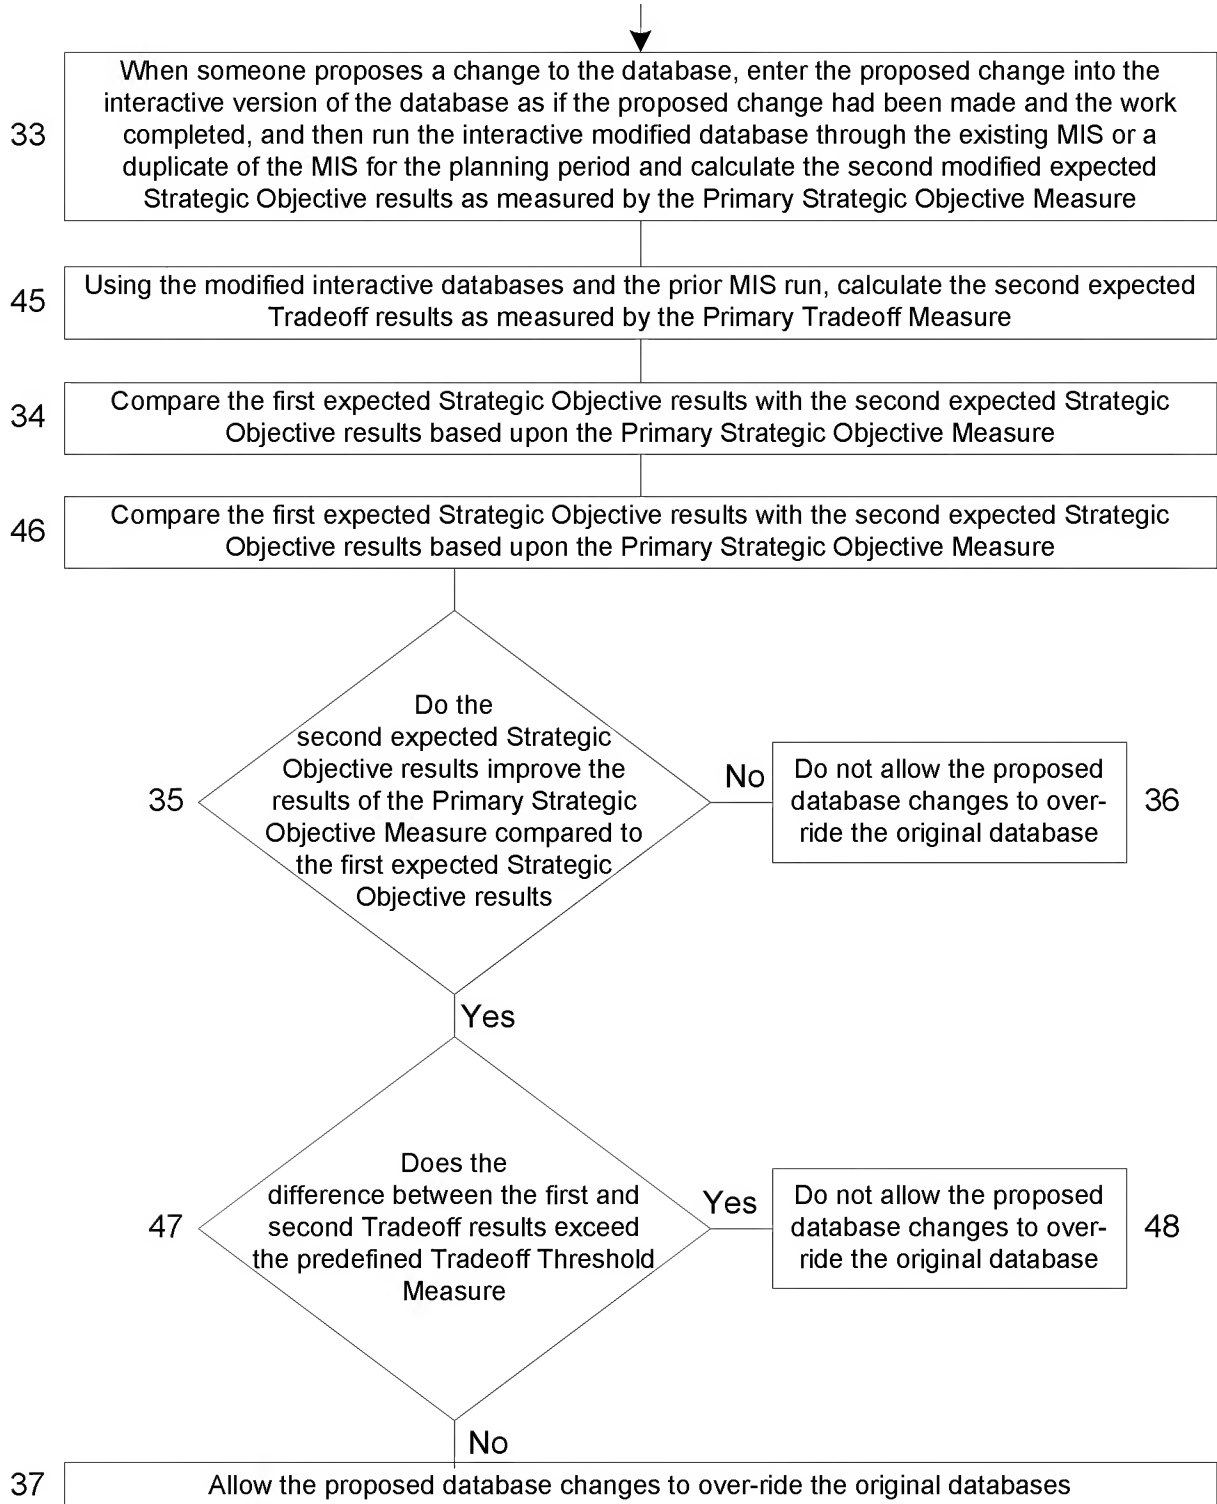 When someone proposes a change to the database, enter the proposed change into the
interactive version of the database as if the proposed change had been made and the work
33
completed, and then run the interactive modified database through the existing MIS or a
duplicate of the MIS for the planning period and calculate the second modified expected
Strategic Objective results as measured by the Primary Strategic Objective Measure
45
Using the modified interactive databases and the prior MIS run, calculate the second expected
Tradeoff results as measured by the Primary Tradeoff Measure
34
Compare the first expected Strategic Objective results with the second expected Strategic
Objective results based upon the Primary Strategic Objective Measure
46
Compare the first expected Strategic Objective results with the second expected Strategic
Objective results based upon the Primary Strategic Objective Measure
35
Do the
second expected Strategic
Objective results improve the
results of the Primary Strategic
Objective Measure compared to
the first expected Strategic
Objective results
No
Do not allow the proposed
database changes to over-
ride the original database
36
Yes
47
Does the
difference between the first and
second Tradeoff results exceed
the predefined Tradeoff Threshold
Measure
Yes
Do not allow the proposed
database changes to over-
ride the original database
48
No
37
Allow the proposed database changes to over-ride the original databases